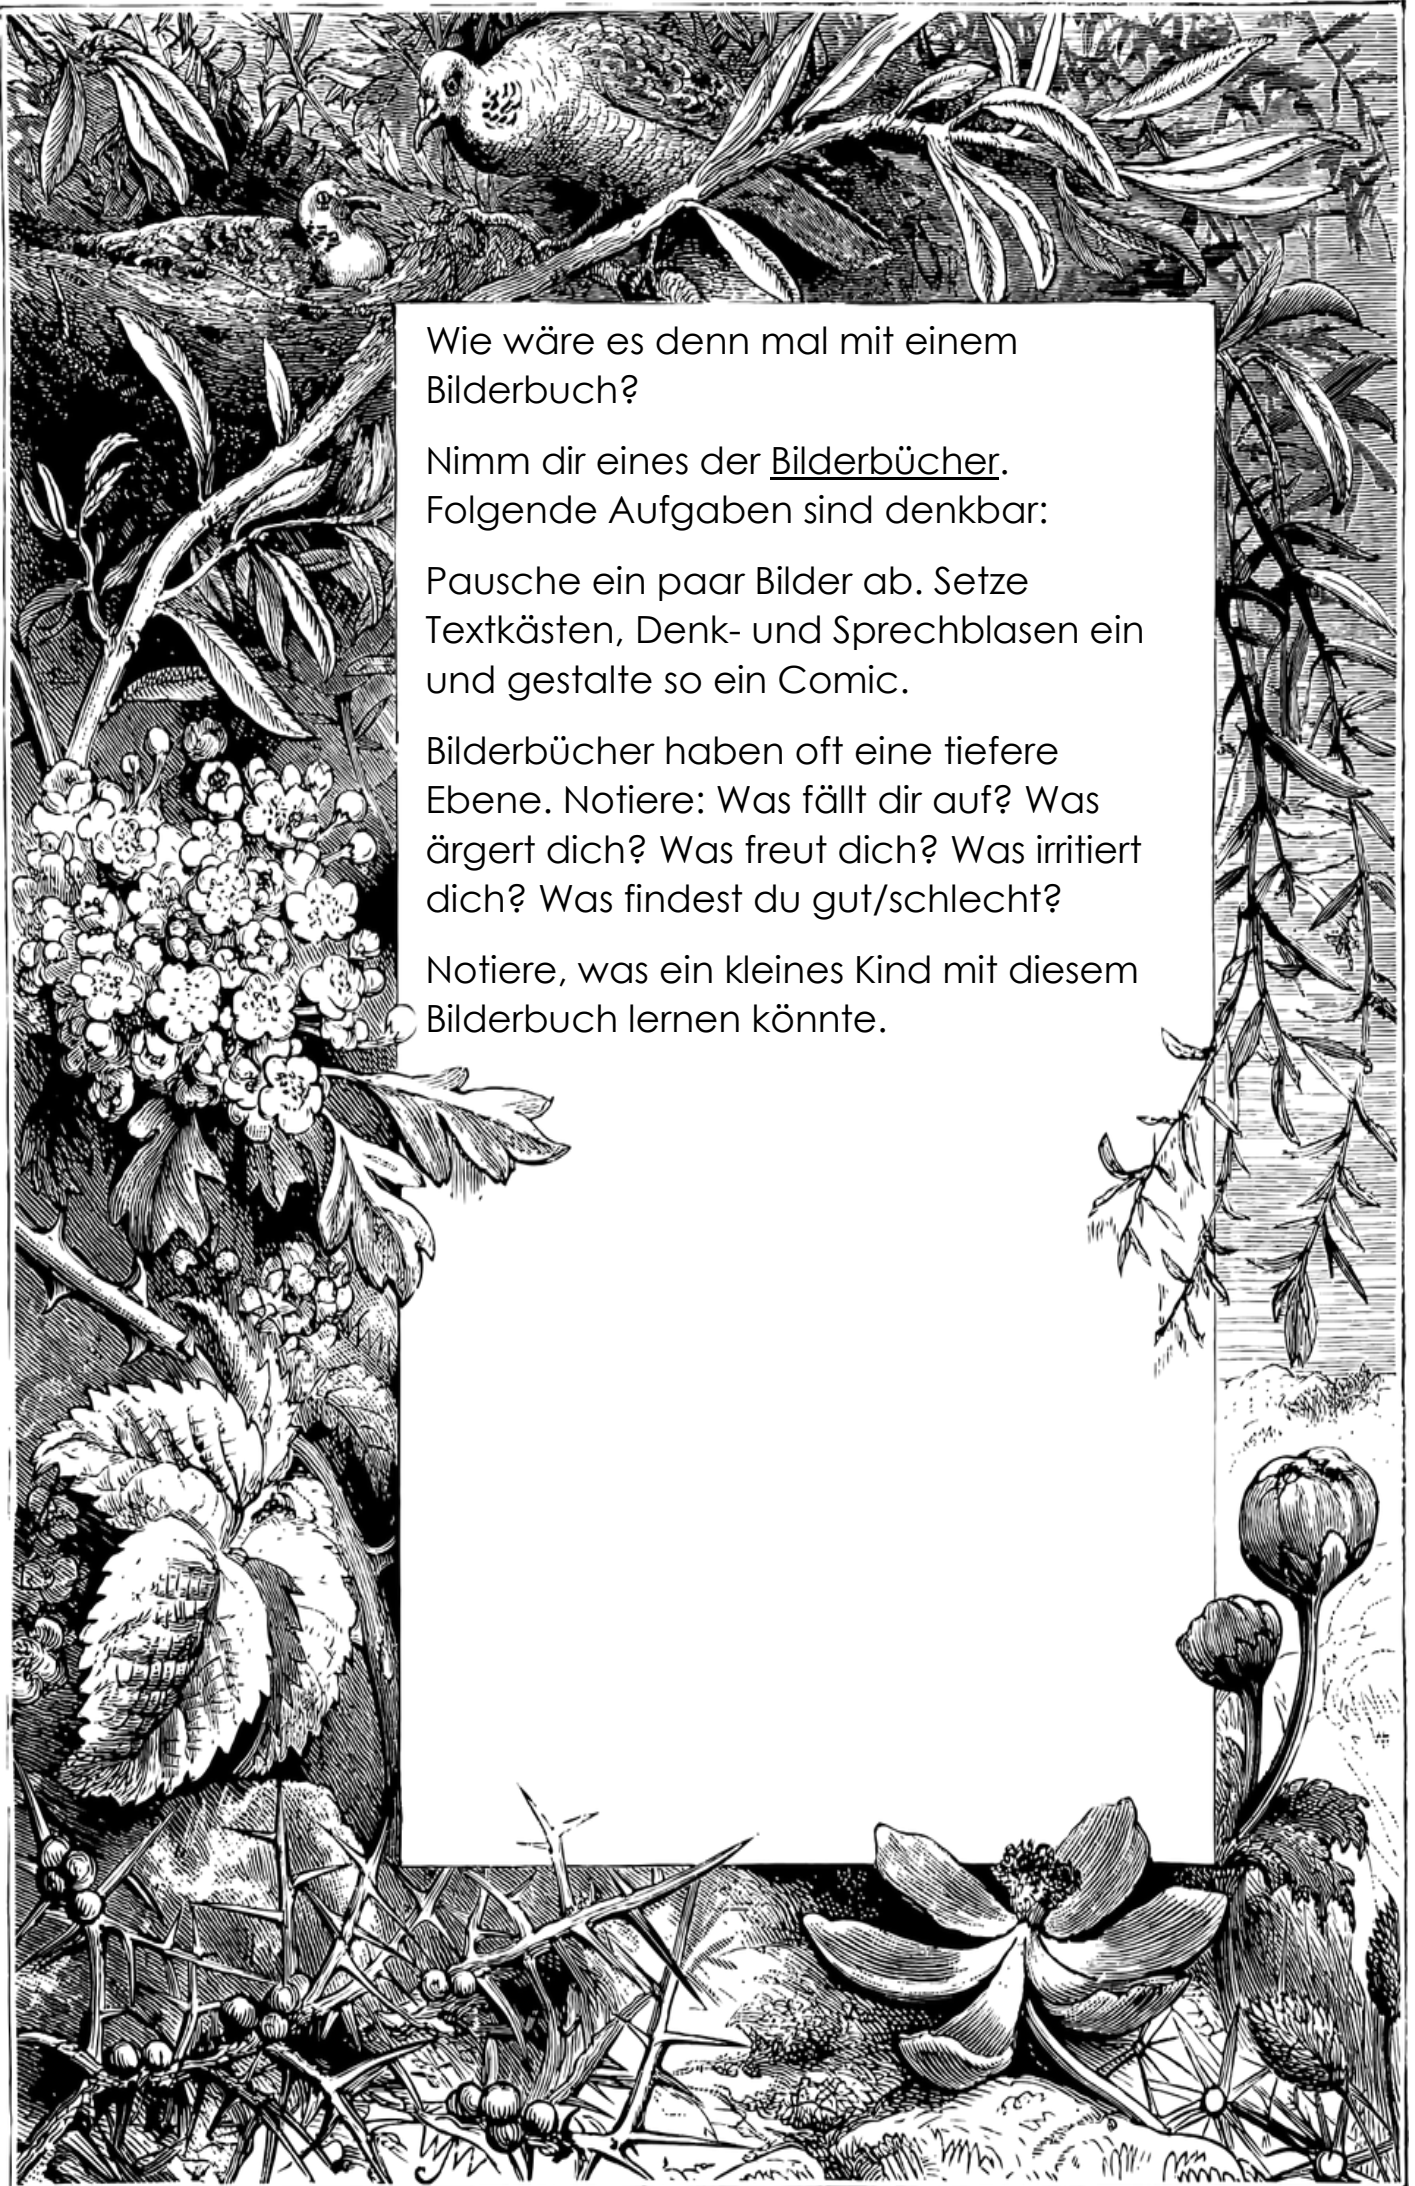 Wie wäre es denn mal mit einem
Bilderbuch?
Nimm dir eines der Bilderbücher.
Folgende Aufgaben sind denkbar:
Pausche ein paar Bilder ab. Setze
Textkästen, Denk- und Sprechblasen ein
und gestalte so ein Comic.
Bilderbücher haben oft eine tiefere
Ebene. Notiere: Was fällt dir auf? Was
ärgert dich? Was freut dich? Was irritiert
dich? Was findest du gut/schlecht?
Notiere, was ein kleines Kind mit diesem
Bilderbuch lernen könnte.